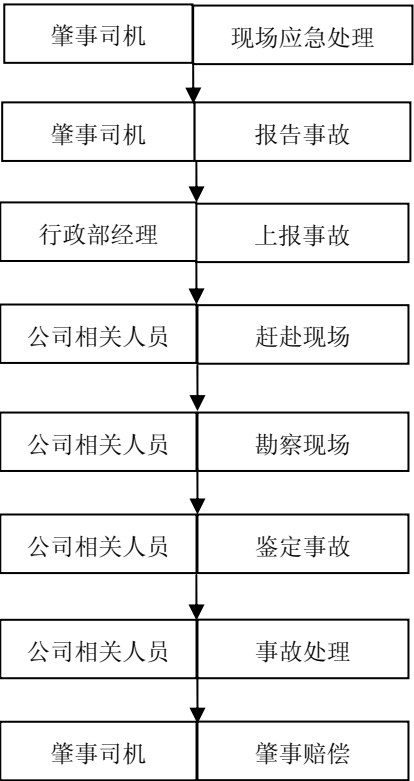 肇事司机 现场应急处理
肇事司机 报告事故
行政部经理 上报事故
公司相关人员 赶赴现场
公司相关人员 勘察现场
公司相关人员 鉴定事故
公司相关人员 事故处理
肇事司机 肇事赔偿